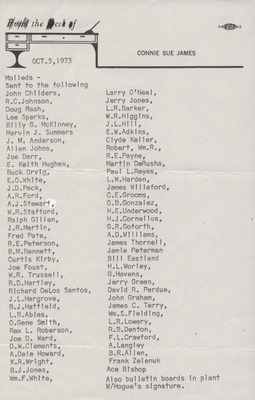 From the Desk of
CONNIE SUE JAMES
OCT.5,1973
Molleda -
Sent to the following
John Childers,
R.C.Johnson,
Doug Rash,
Lee Sparks,
Billy G. McKinney,
Marvin J. Summers
J. M. Anderson,
Allen Johns,
Joe Darr,
E. Keith Hughes,
Buck Orvig,
E.O.White,
J.D.Pack,
A.R.Ford,
A.J.Stewart,
W.R.Stafford,
Ralph Gillen,
J.R.Martin,
Fred Pate,
R.E.Peterson,
B.M.Bennett,
Curtis Kirby,
Joe Foust,
W.R. Trussell,
R.D.Hartley,
Richard DeLos Santos,
J.L.Hargrove,
B.J.Hatfield,
L.B.Ables,
O.Gene Smith,
Rex L. Roberson,
Joe D. Ward,
D.W.Clements,
A.Dale Howard,
K.R.Wright,
B.J.Jones,
Wm.F.White,
Larry O'Neal,
Jerry Jones,
L.R.Barker,
W.R.Higgins,
J.L.Hill,
E.W.Adkins,
Clyde Keller,
Robert, Wm.R.,
R.E.Payne,
Martin DeRusha,
Paul L.Reyes,
L.W.Harden,
James Williford,
C.E.Grooms,
O.B.Gonzalez,
H.E.Underwood,
H.J.Cornelius,
G.R.Goforth,
A.D.Williams,
James Thornell,
Jamie Peterman
Bill Eastland
H.L.Worley,
G.Havens,
Jerry Green,
David R. Perdue,
John Graham,
James C. Terry,
Wm.S.Fielding,
L.R.Lowery,
R.B.Denton,
F.L.Crawford,
A.Langley
B.R.Allen,
Frank Zalenuk
Ace Bishop
Also bulletin boards in plant
W/Hogue's signature.